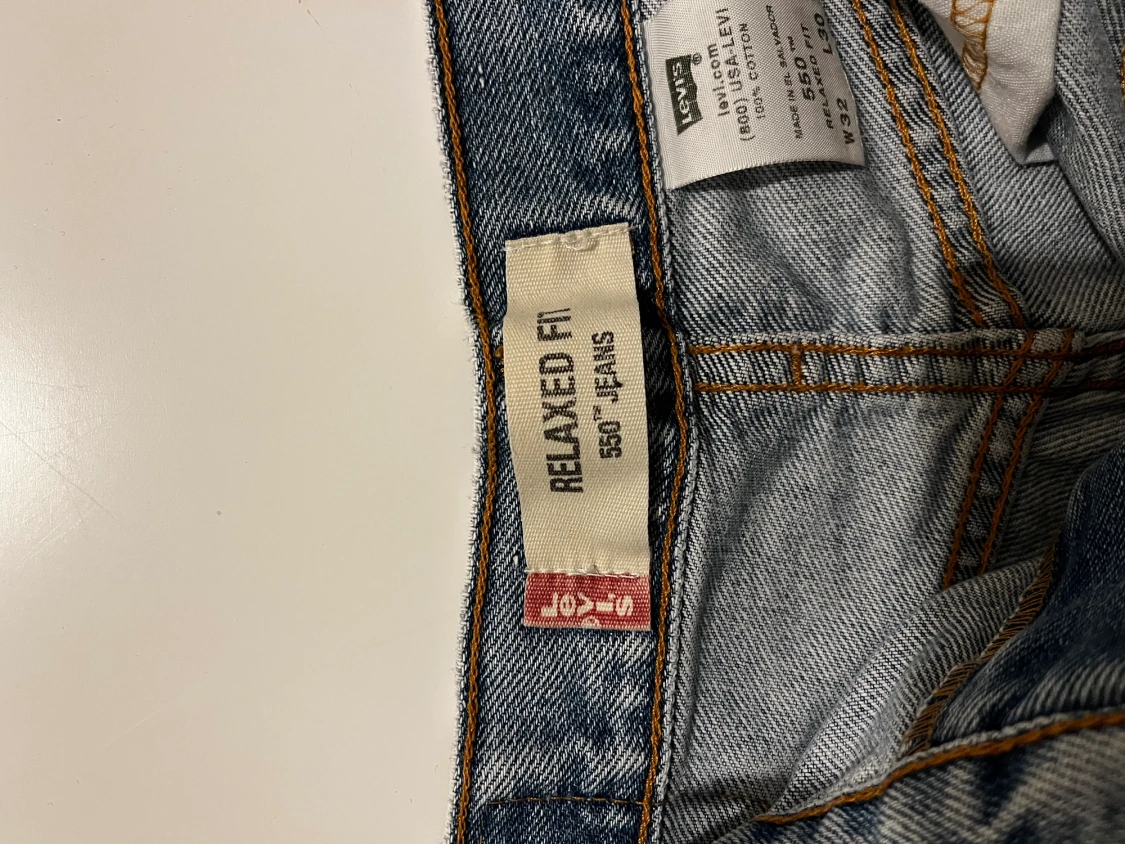 Levi's
®
levi.com
(800) USA-LEVI
100% COTTON
MADE IN EL SALVADOR
550™
RELAXED FIT
W32 L30
RELAXED FIT
550™ JEANS
Levi's